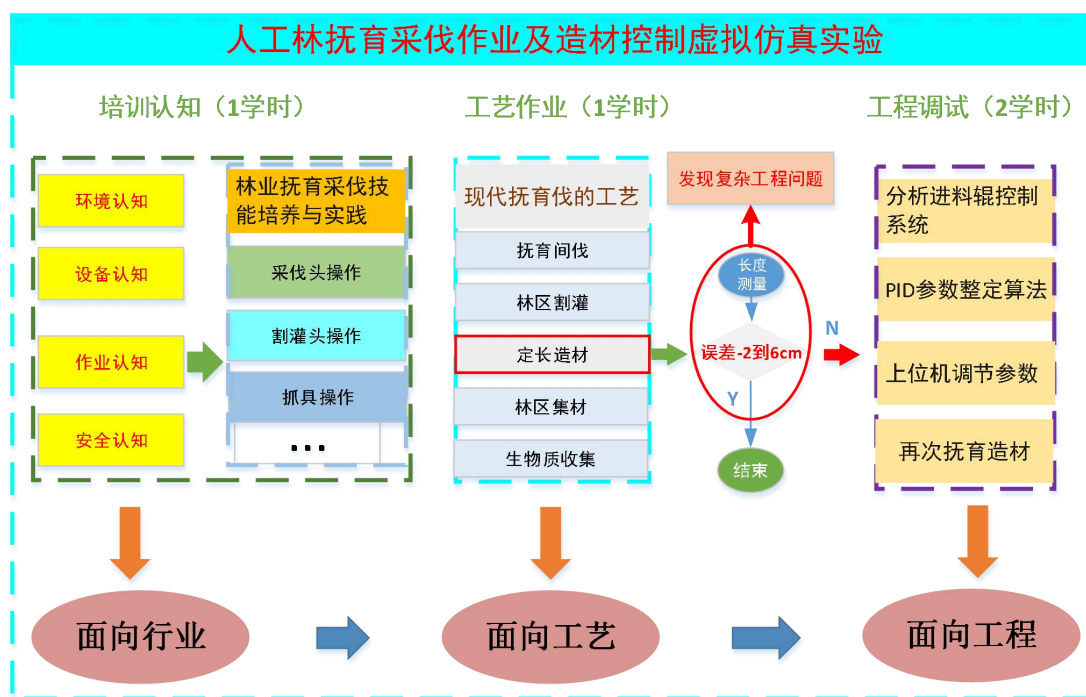 人工林抚育采伐作业及造材控制虚拟仿真实验
培训认知（1学时）
工艺作业（1学时）
工程调试（2学时）
环境认知
设备认知
作业认知
安全认知
林业抚育采伐技
能培养与实践
采伐头操作
割灌头操作
抓具操作
...
现代抚育伐的工艺
抚育间伐
林区割灌
定长造材
林区集材
生物质收集
发现复杂工程问题
长度
测量
误差-2到6cm
N
Y
结束
分析进料辊控制
系统
PID参数整定算法
上位机调节参数
再次抚育造材
面向行业
面向工艺
面向工程